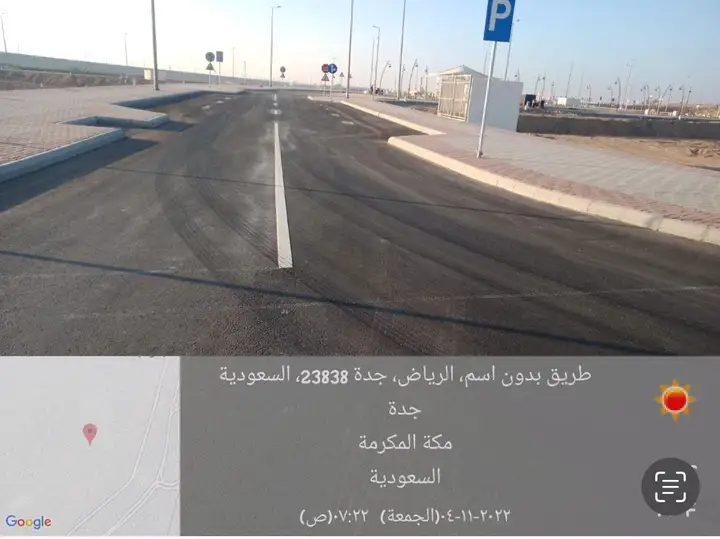 P
طريق بدون اسم، الرياض، جدة 23838، السعودية
جدة
مكة المكرمة
السعودية
٠٤-١١-٢٠٢٢(الجمعة) ٠٧:٢٢(ص)
Google